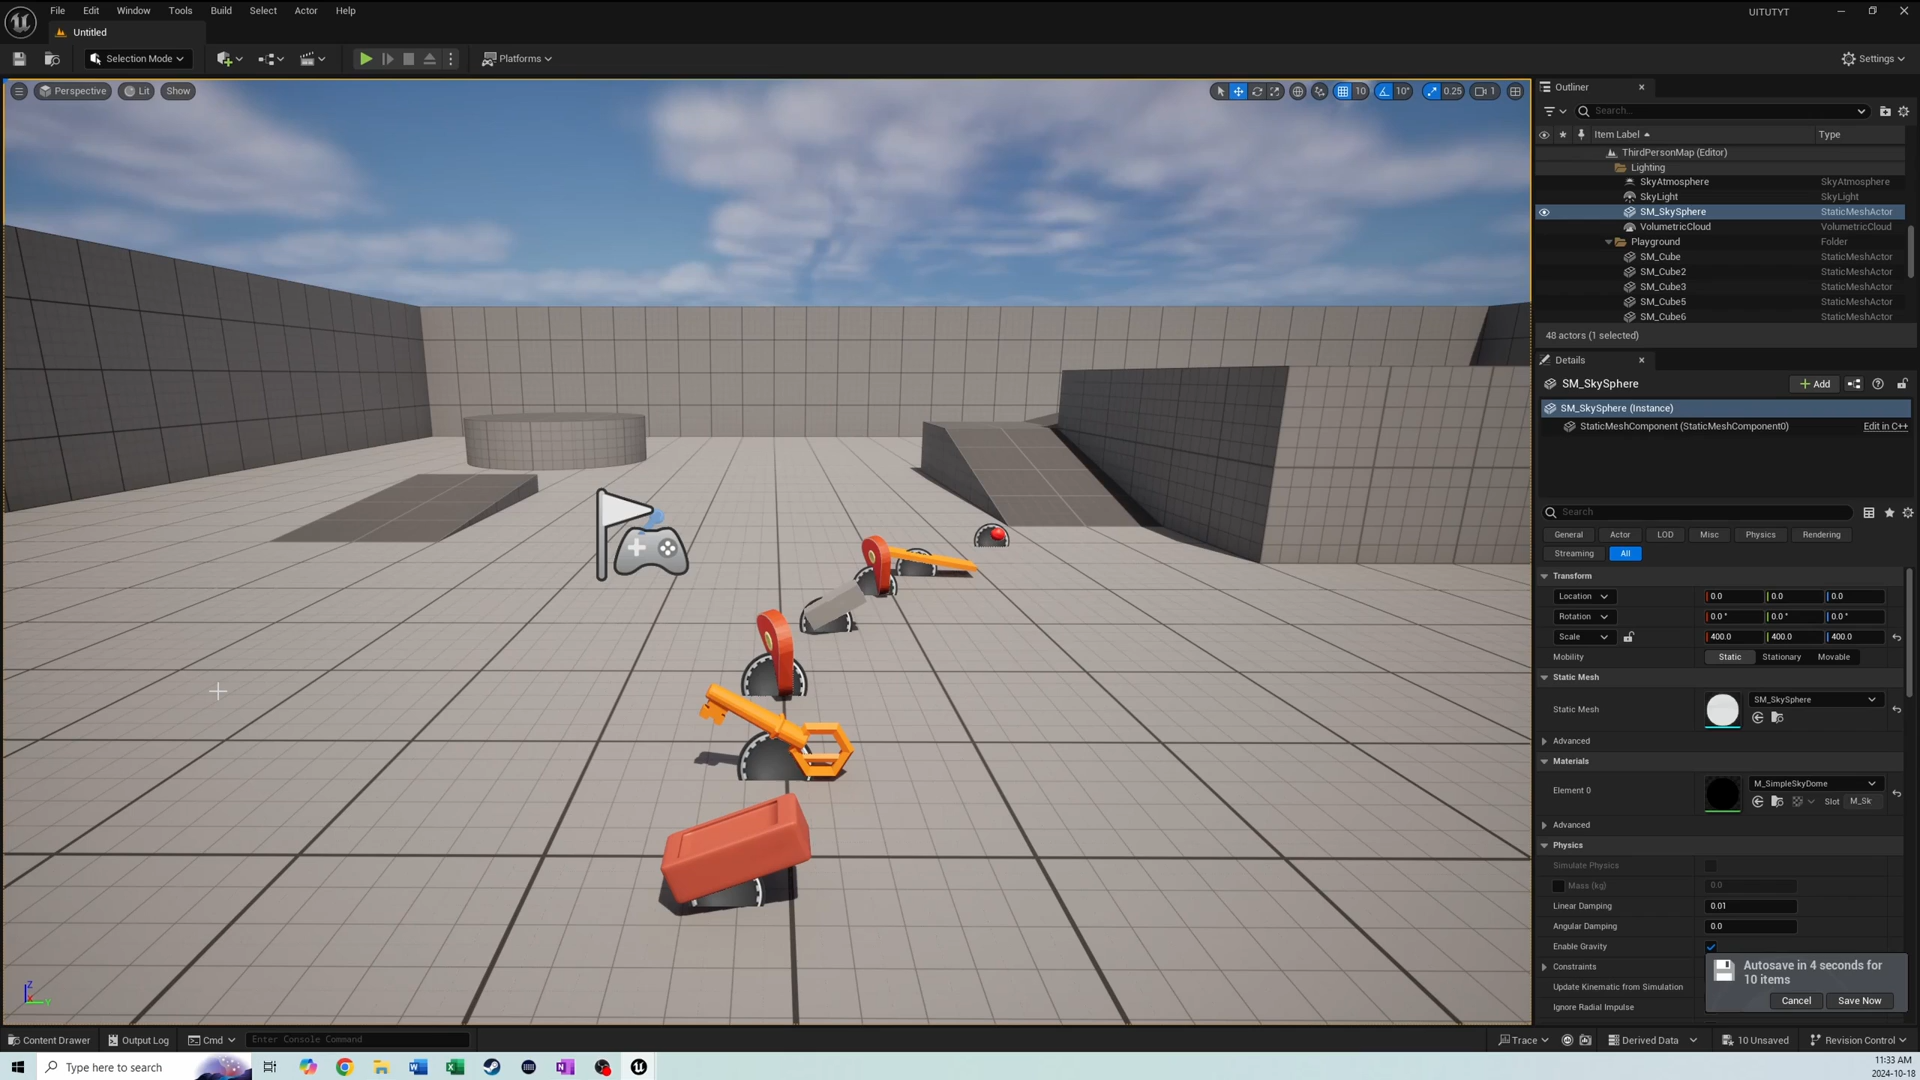 File Edit Window Tools Build Select Actor Help
UITUTYT
Untitled
Selection Mode
Platforms
Settings
Perspective Lit Show
10 10° 0.25 1
Outliner
Search...
Item Label Type
ThirdPersonMap (Editor)
Lighting
SkyAtmosphere SkyAtmosphere
SkyLight SkyLight
SM_SkySphere StaticMeshActor
VolumetricCloud VolumetricCloud
Playground Folder
SM_Cube StaticMeshActor
SM_Cube2 StaticMeshActor
SM_Cube3 StaticMeshActor
SM_Cube5 StaticMeshActor
SM_Cube6 StaticMeshActor
48 actors (1 selected)
Details
SM_SkySphere
Add
SM_SkySphere (Instance)
StaticMeshComponent (StaticMeshComponent0) Edit in C++
Search
General Actor LOD Misc Physics Rendering
Streaming All
Transform
Location 0.0 0.0 0.0
Rotation 0.0° 0.0° 0.0°
Scale 400.0 400.0 400.0
Mobility Static Stationary Movable
Static Mesh
Static Mesh SM_SkySphere
Advanced
Materials
Element 0 M_SimpleSkyDome
Slot M_Sk
Advanced
Physics
Simulate Physics
Mass (kg) 0.0
Linear Damping 0.01
Angular Damping 0.0
Enable Gravity
Constraints
Update Kinematic from Simulation
Ignore Radial Impulse
Autosave in 4 seconds for
10 items
Cancel Save Now
Z
X
Y
Content Drawer Output Log Cmd Enter Console Command
Trace Derived Data 10 Unsaved Revision Control
Type here to search
11:33 AM
2024-10-18